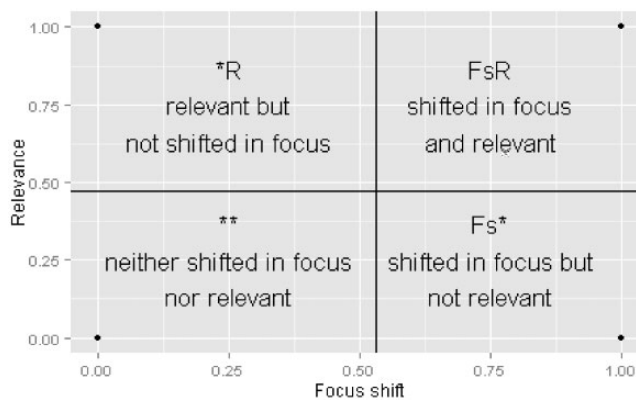 1.00
*R
FsR
relevant but
shifted in focus
0.75
not shifted in focus
and relevant
Relevance
0.50
**
Fs*
neither shifted in focus
shifted in focus but
0.25
nor relevant
not relevant
0.00
0.00
0.25
0.50
0.75
1.00
Focus shift